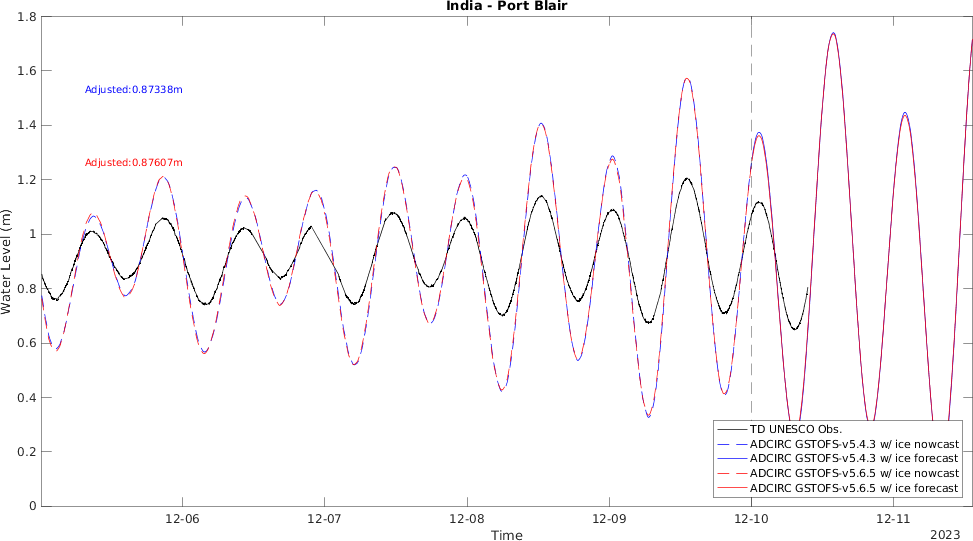 India - Port Blair
1.8
1.6
1.4
1.2
1
0.8
0.6
0.4
0.2
0
Water Level (m)
Adjusted:0.87338m
Adjusted:0.87607m
TD UNESCO Obs.
ADCIRC GSTOFS-v5.4.3 w/ ice nowcast
ADCIRC GSTOFS-v5.4.3 w/ ice forecast
ADCIRC GSTOFS-v5.6.5 w/ ice nowcast
ADCIRC GSTOFS-v5.6.5 w/ ice forecast
12-06 12-07 12-08 12-09 12-10 12-11
Time
2023